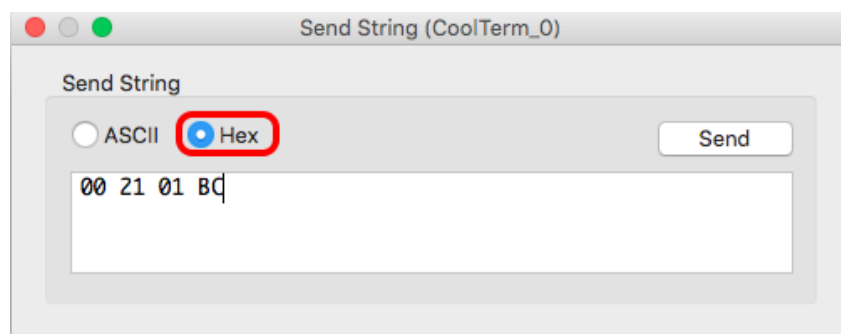 Send String (CoolTerm_0)
Send String
ASCII Hex Send
00 21 01 BC